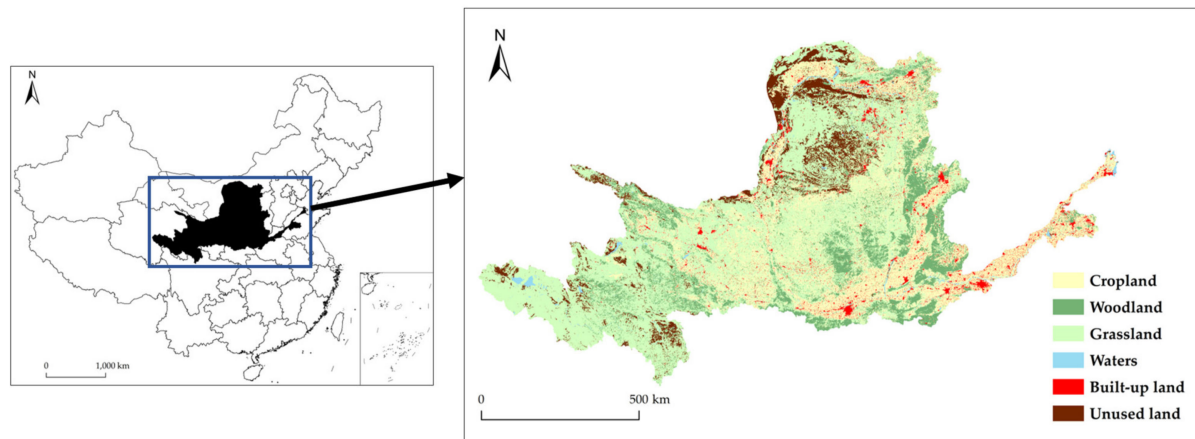 N
0 1,000 km
N
0 500 km
Cropland
Woodland
Grassland
Waters
Built-up land
Unused land